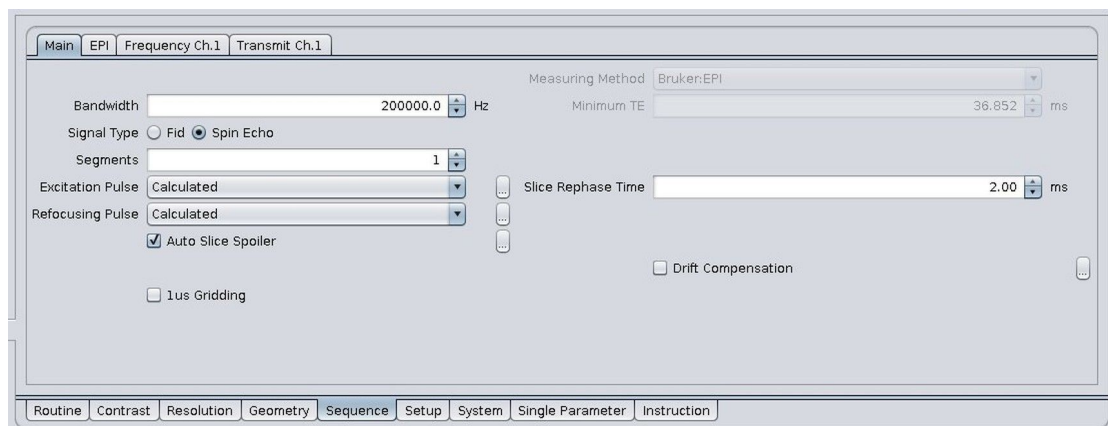 Main EPI Frequency Ch.1 Transmit Ch.1
Measuring Method Bruker:EPI
Bandwidth 200000.0 Hz Minimum TE 36.852 ms
Signal Type Fid Spin Echo
Segments 1
Excitation Pulse Calculated ... Slice Rephase Time 2.00 ms
Refocusing Pulse Calculated ...
Auto Slice Spoiler ...
Drift Compensation ...
1us Gridding
Routine Contrast Resolution Geometry Sequence Setup System Single Parameter Instruction